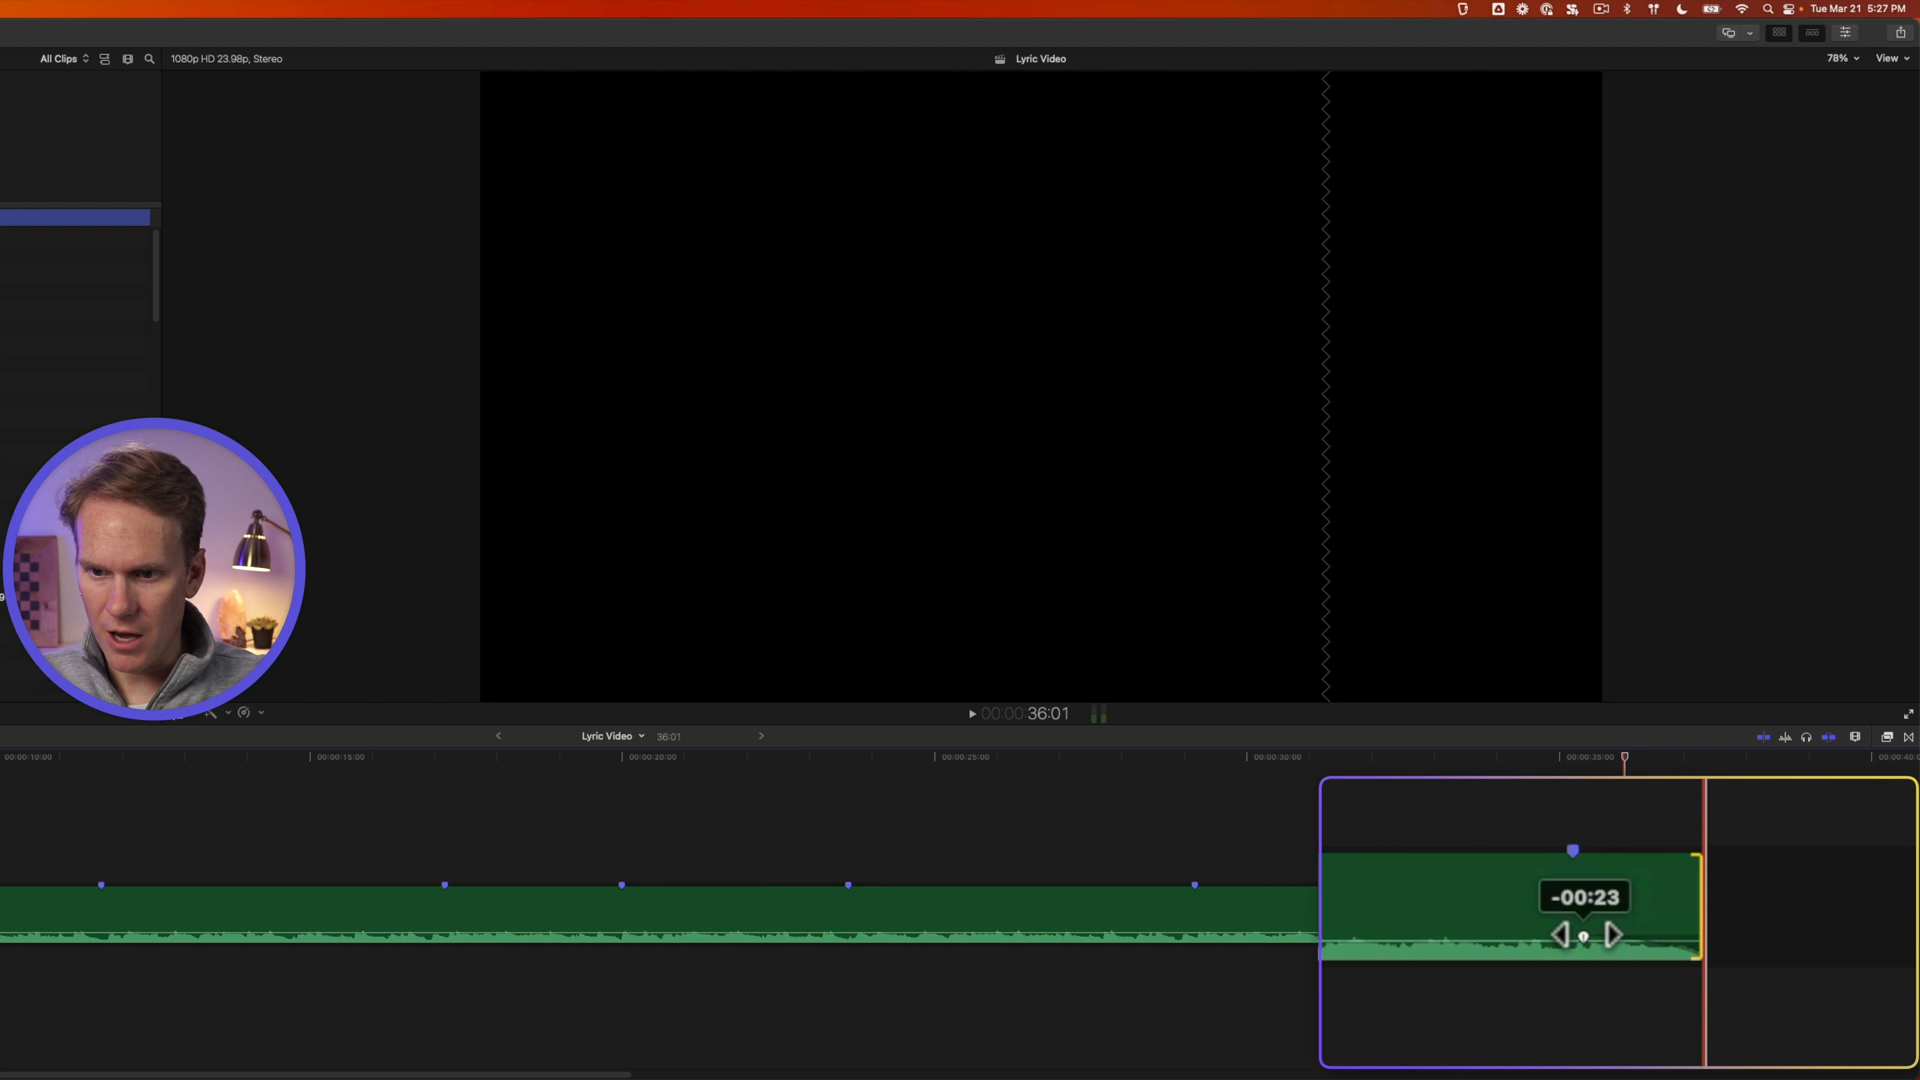 Tue Mar 21 5:27 PM
All Clips
1080p HD 23.98p, Stereo
Lyric Video
78%
View
00:00:36:01
Lyric Video
36:01
00:00:10:00
00:00:15:00
00:00:20:00
00:00:25:00
00:00:30:00
00:00:35:00
00:00:40:0
-00:23